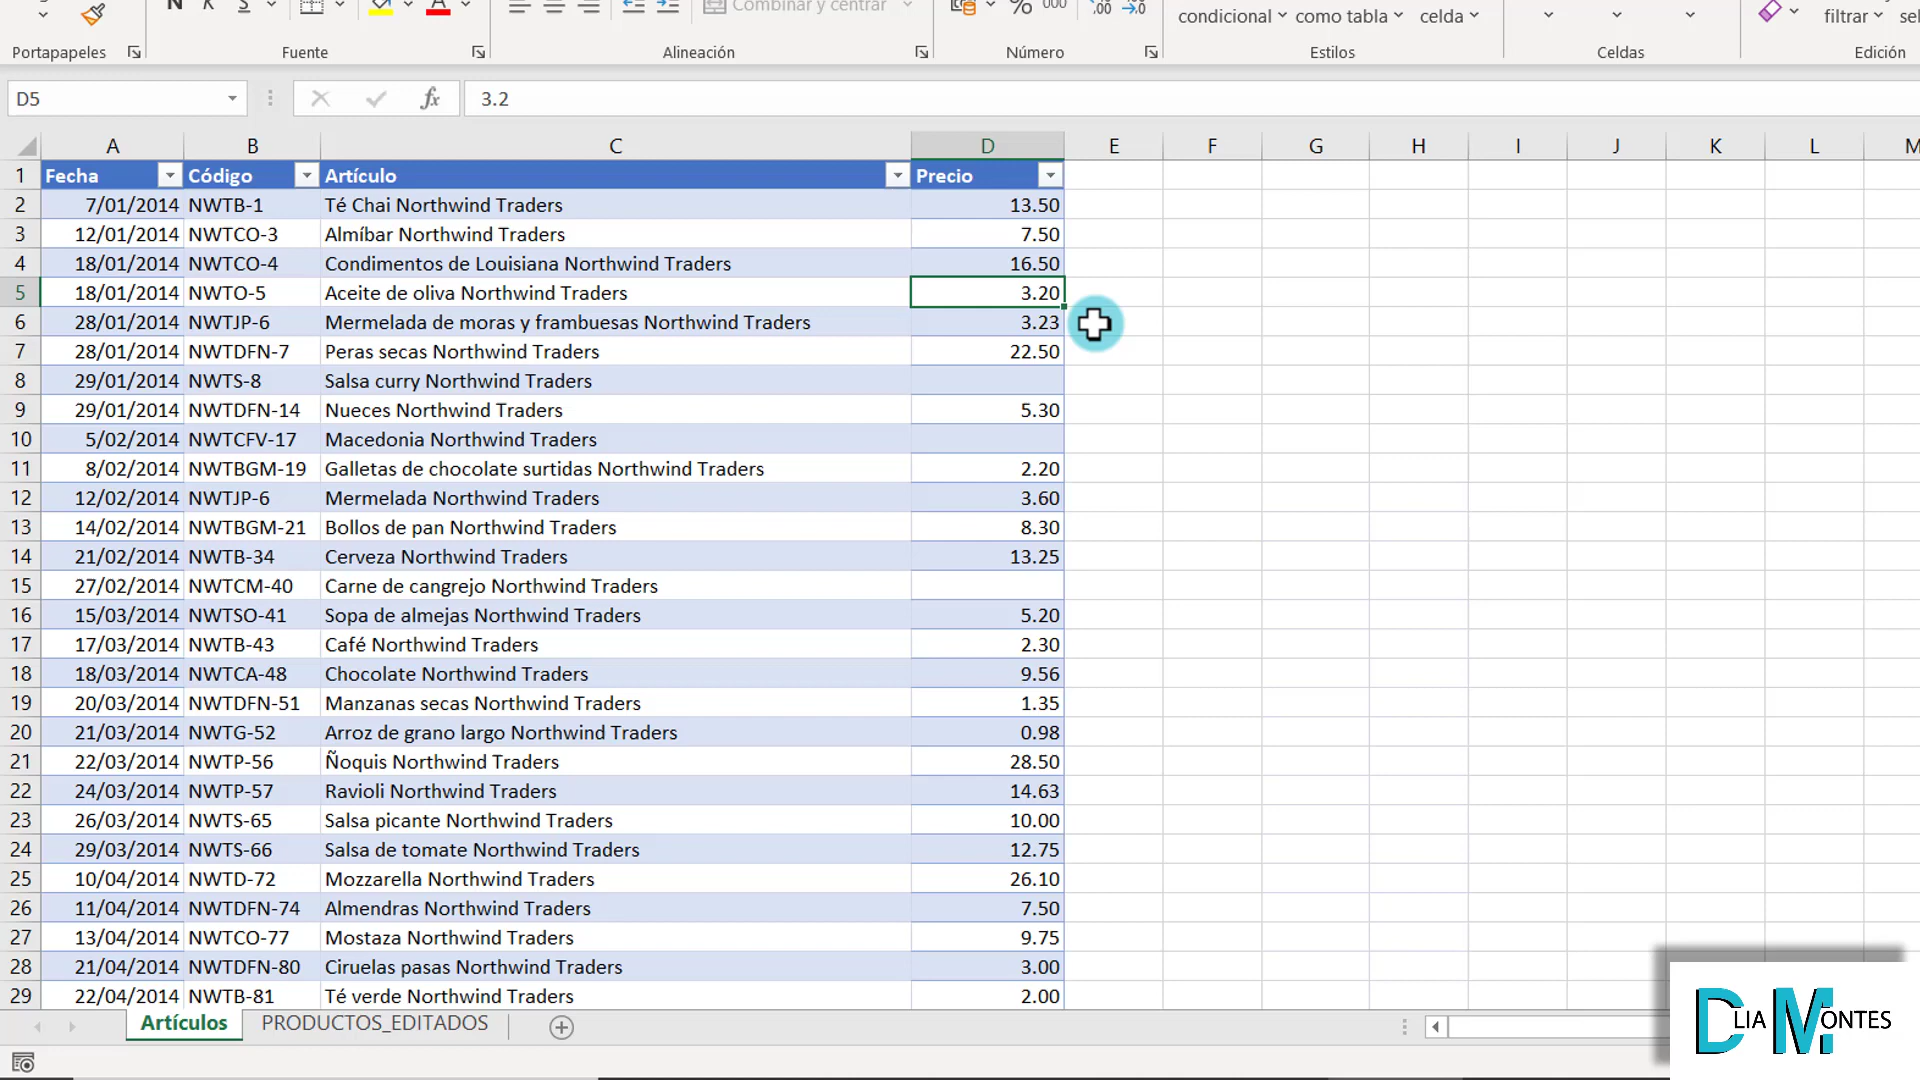 N K S A Combinar y centrar % 000 condicional como tabla celda filtrar
Portapapeles Fuente Alineación Número Estilos Celdas Edición
D5 fx 3.2
A B C D E F G H I J K L M
1 Fecha Código Artículo Precio
2 7/01/2014 NWTB-1 Té Chai Northwind Traders 13.50
3 12/01/2014 NWTCO-3 Almíbar Northwind Traders 7.50
4 18/01/2014 NWTCO-4 Condimentos de Louisiana Northwind Traders 16.50
5 18/01/2014 NWTO-5 Aceite de oliva Northwind Traders 3.20
6 28/01/2014 NWTJP-6 Mermelada de moras y frambuesas Northwind Traders 3.23
7 28/01/2014 NWTDFN-7 Peras secas Northwind Traders 22.50
8 29/01/2014 NWTS-8 Salsa curry Northwind Traders
9 29/01/2014 NWTDFN-14 Nueces Northwind Traders 5.30
10 5/02/2014 NWTCFV-17 Macedonia Northwind Traders
11 8/02/2014 NWTBGM-19 Galletas de chocolate surtidas Northwind Traders 2.20
12 12/02/2014 NWTJP-6 Mermelada Northwind Traders 3.60
13 14/02/2014 NWTBGM-21 Bollos de pan Northwind Traders 8.30
14 21/02/2014 NWTB-34 Cerveza Northwind Traders 13.25
15 27/02/2014 NWTCM-40 Carne de cangrejo Northwind Traders
16 15/03/2014 NWTSO-41 Sopa de almejas Northwind Traders 5.20
17 17/03/2014 NWTB-43 Café Northwind Traders 2.30
18 18/03/2014 NWTCA-48 Chocolate Northwind Traders 9.56
19 20/03/2014 NWTDFN-51 Manzanas secas Northwind Traders 1.35
20 21/03/2014 NWTG-52 Arroz de grano largo Northwind Traders 0.98
21 22/03/2014 NWTP-56 Ñoquis Northwind Traders 28.50
22 24/03/2014 NWTP-57 Ravioli Northwind Traders 14.63
23 26/03/2014 NWTS-65 Salsa picante Northwind Traders 10.00
24 29/03/2014 NWTS-66 Salsa de tomate Northwind Traders 12.75
25 10/04/2014 NWTD-72 Mozzarella Northwind Traders 26.10
26 11/04/2014 NWTDFN-74 Almendras Northwind Traders 7.50
27 13/04/2014 NWTCO-77 Mostaza Northwind Traders 9.75
28 21/04/2014 NWTDFN-80 Ciruelas pasas Northwind Traders 3.00
29 22/04/2014 NWTB-81 Té verde Northwind Traders 2.00
Artículos PRODUCTOS_EDITADOS
DLIA MONTES